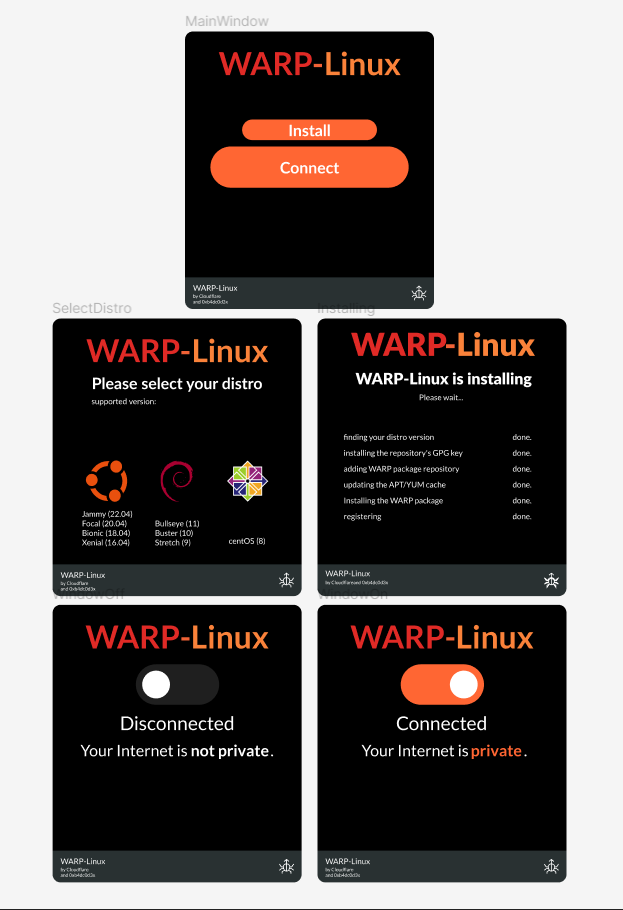 MainWindow
WARP-Linux
Install
Connect
WARP-Linux
by Cloudflare
and 0xb4dc0d3x
SelectDistro
WARP-Linux
Please select your distro
supported version:
Jammy (22.04)
Focal (20.04)
Bionic (18.04)
Xenial (16.04)
Bullseye (11)
Buster (10)
Stretch (9)
centOS (8)
WARP-Linux
by Cloudflare
and 0xb4dc0d3x
Installing
WARP-Linux
WARP-Linux is installing
Please wait...
finding your distro version done.
installing the repository's GPG key done.
adding WARP package repository done.
updating the APT/YUM cache done.
Installing the WARP package done.
registering done.
WARP-Linux
by Cloudflareand 0xb4dc0d3x
WindowOff
WARP-Linux
Disconnected
Your Internet is not private.
WARP-Linux
by Cloudflare
and 0xb4dc0d3x
WindowOn
WARP-Linux
Connected
Your Internet is private.
WARP-Linux
by Cloudflare
and 0xb4dc0d3x